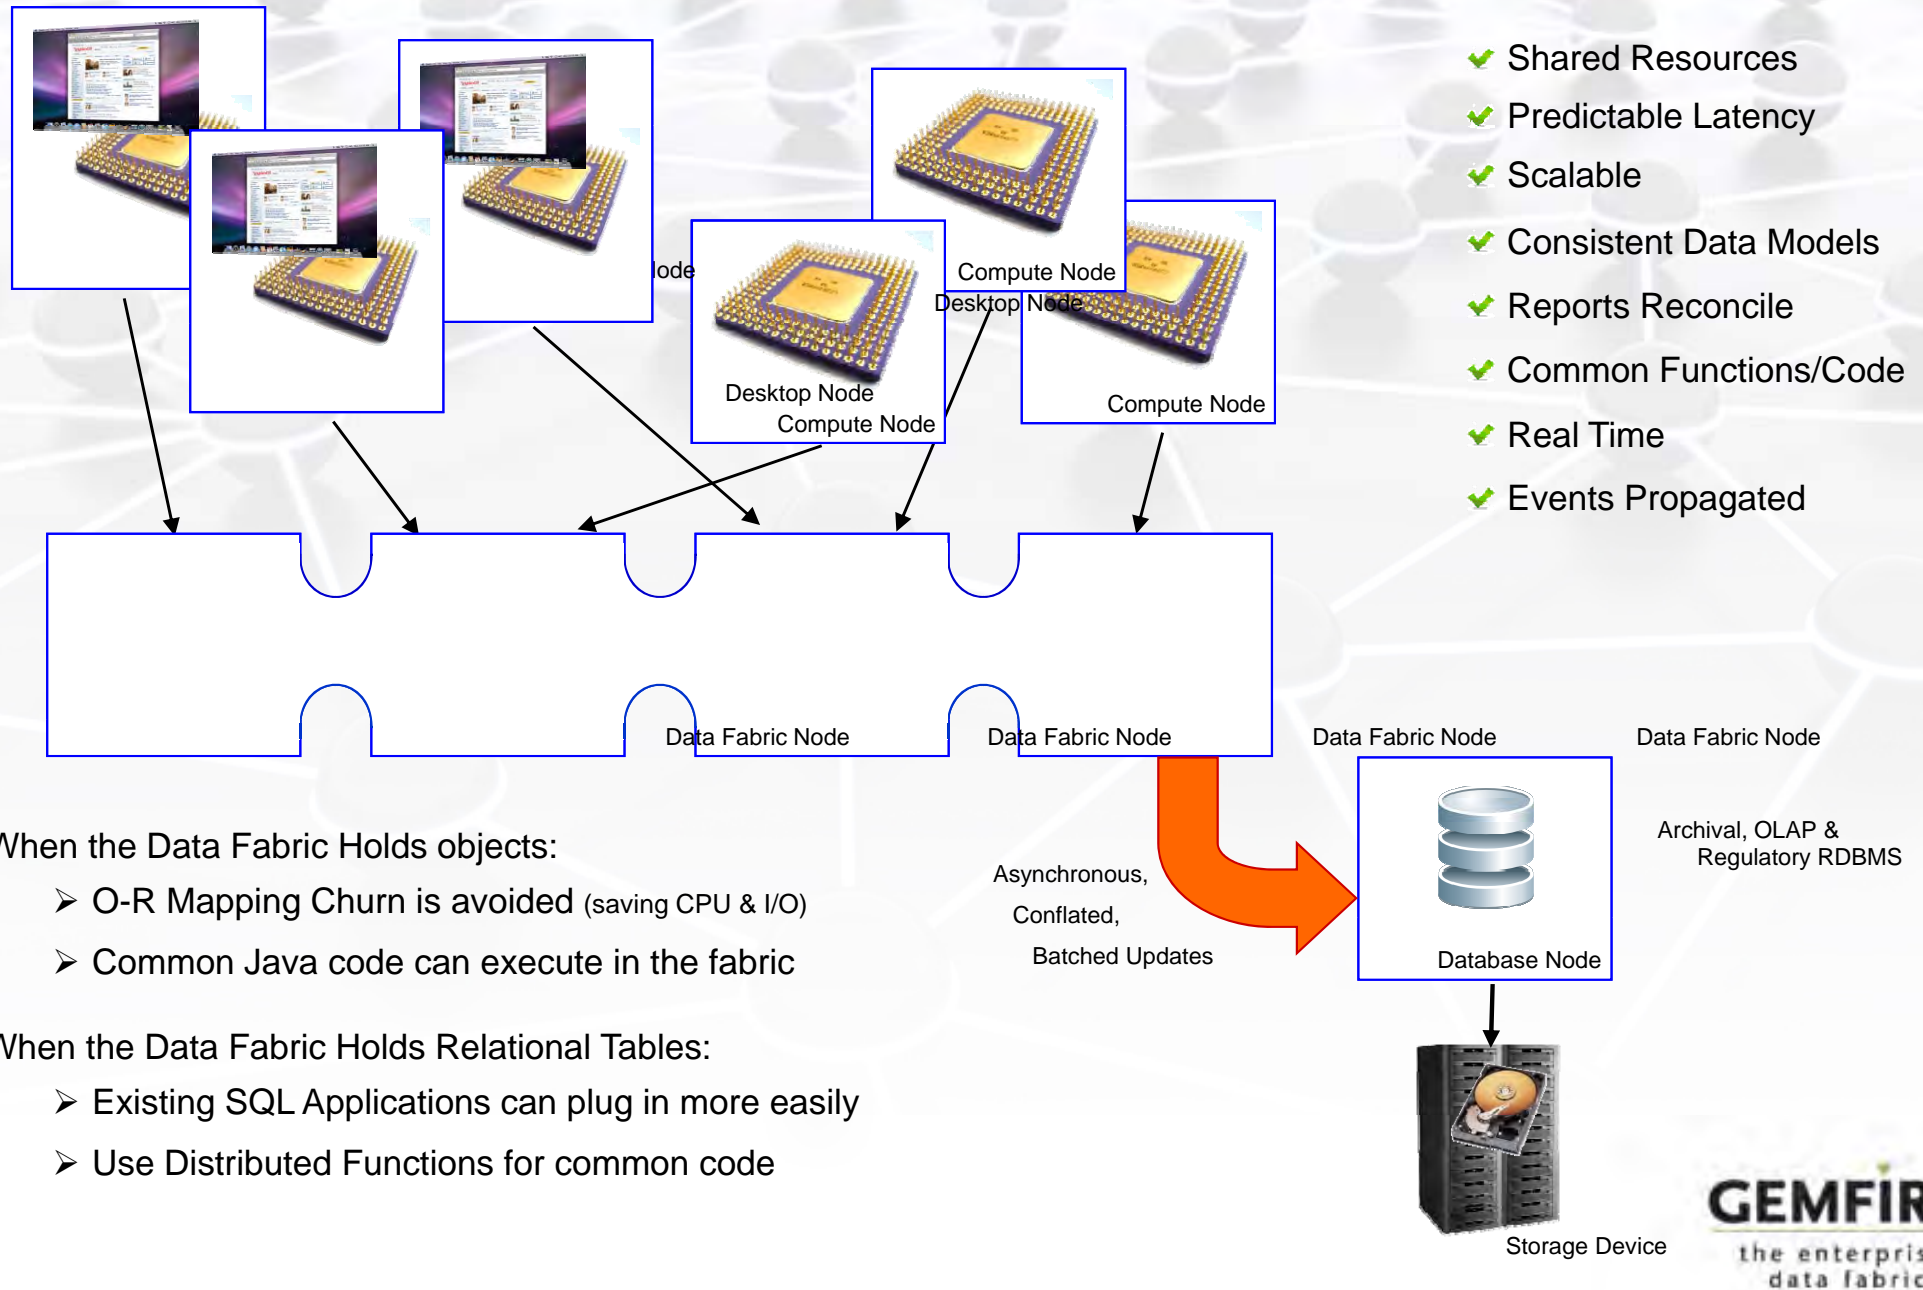 Shared Resources
Predictable Latency
Scalable
Consistent Data Models
Reports Reconcile
Common Functions/Code
Real Time
Events Propagated
lode
Compute Node
Desktop Node
Desktop Node
Compute Node
Compute Node
Data Fabric Node
Data Fabric Node
Data Fabric Node
Data Fabric Node
When the Data Fabric Holds objects:
➢ O-R Mapping Churn is avoided (saving CPU & I/O)
➢ Common Java code can execute in the fabric
When the Data Fabric Holds Relational Tables:
➢ Existing SQL Applications can plug in more easily
➢ Use Distributed Functions for common code
Asynchronous,
Conflated,
Batched Updates
Database Node
Archival, OLAP &
Regulatory RDBMS
Storage Device
GEMFIR
the enterpris
data fabric